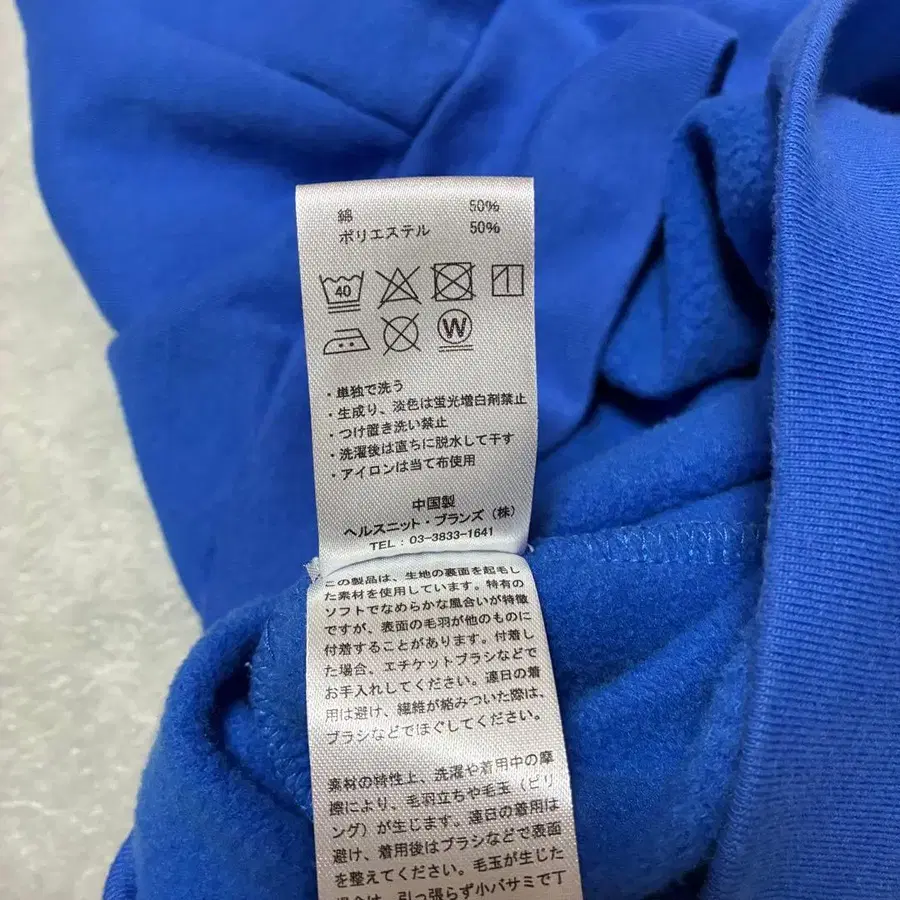 綿 50%
ポリエステル 50%
40
W
・単独で洗う
・生成り、淡色は蛍光増白剤禁止
・つけ置き洗い禁止
・洗濯後は直ちに脱水して干す
・アイロンは当て布使用
中国製
ヘルスニット・ブランズ (株)
TEL : 03-3833-1641
この製品は、生地の裏面を起毛し
た素材を使用しています。特有の
ソフトでなめらかな風合いが特徴
ですが、表面の毛羽が他のものに
付着することがあります。付着し
た場合、エチケットブラシなどで
お手入れしてください。連日の着
用は避け、繊維が絡みついた際は、
ブラシなどでほぐしてください。
素材の特性上、洗濯や着用中の摩
擦により、毛羽立ちや毛玉 (ピリ
ング) が生じます。連日の着用は
避け、着用後はブラシなどで表面
を整えてください。毛玉が生じた
場合は、引っ張らず小バサミで丁